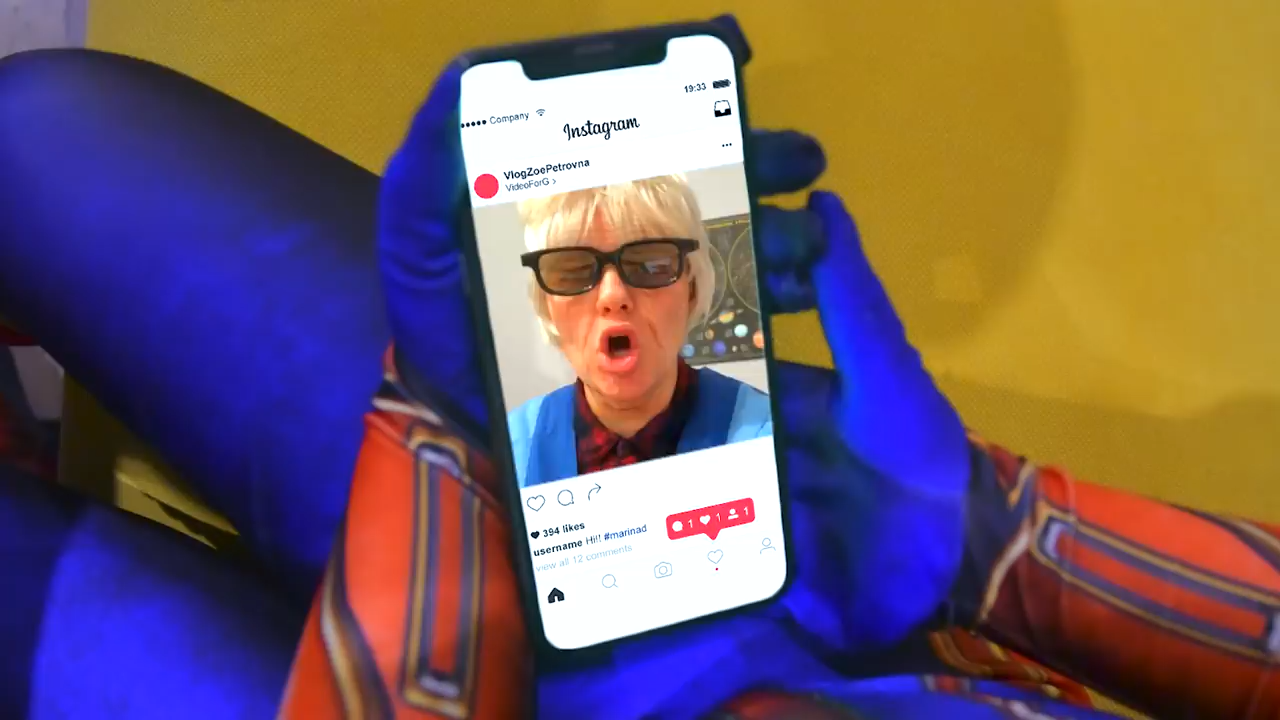 19:33
Company
Instagram
VlogZoePetrovna
VideoForG ›
394 likes
username Hi!! #marinad
view all 12 comments
1 1 1